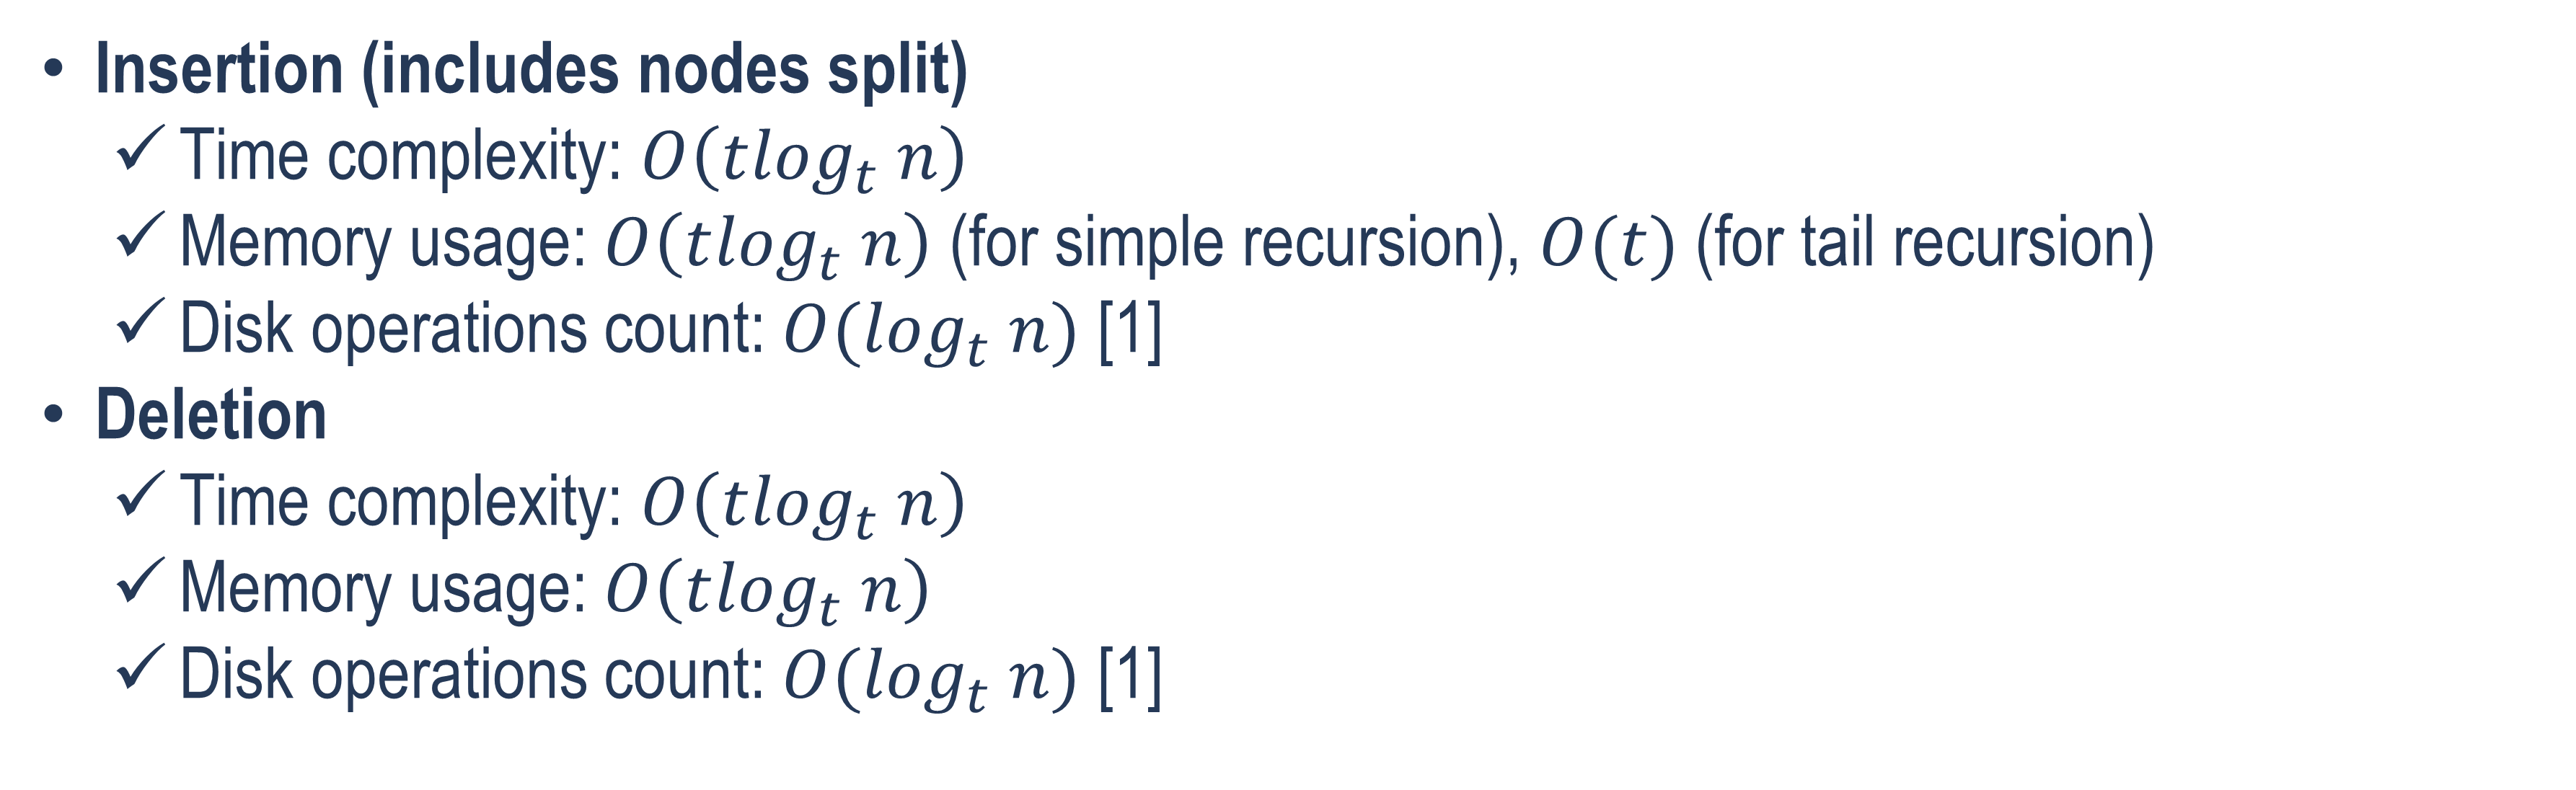 • Insertion (includes nodes split)
✓ Time complexity: O(tlog_t n)
✓ Memory usage: O(tlog_t n) (for simple recursion), O(t) (for tail recursion)
✓ Disk operations count: O(log_t n) [1]
• Deletion
✓ Time complexity: O(tlog_t n)
✓ Memory usage: O(tlog_t n)
✓ Disk operations count: O(log_t n) [1]